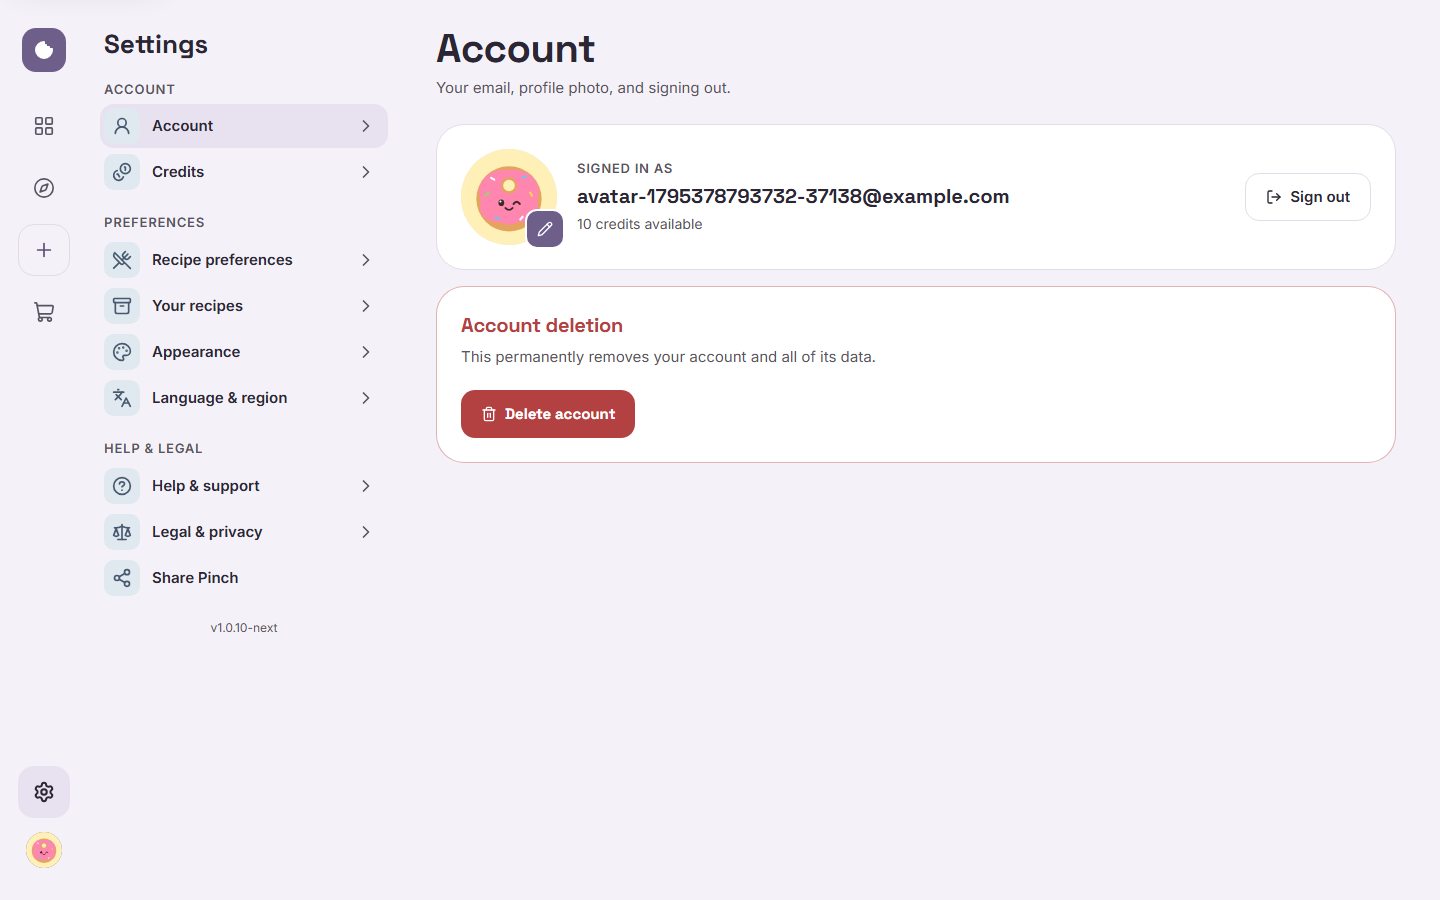 Settings
ACCOUNT
Account
Credits
PREFERENCES
Recipe preferences
Your recipes
Appearance
Language & region
HELP & LEGAL
Help & support
Legal & privacy
Share Pinch
v1.0.10-next
Account
Your email, profile photo, and signing out.
SIGNED IN AS
avatar-1795378793732-37138@example.com
10 credits available
Sign out
Account deletion
This permanently removes your account and all of its data.
Delete account